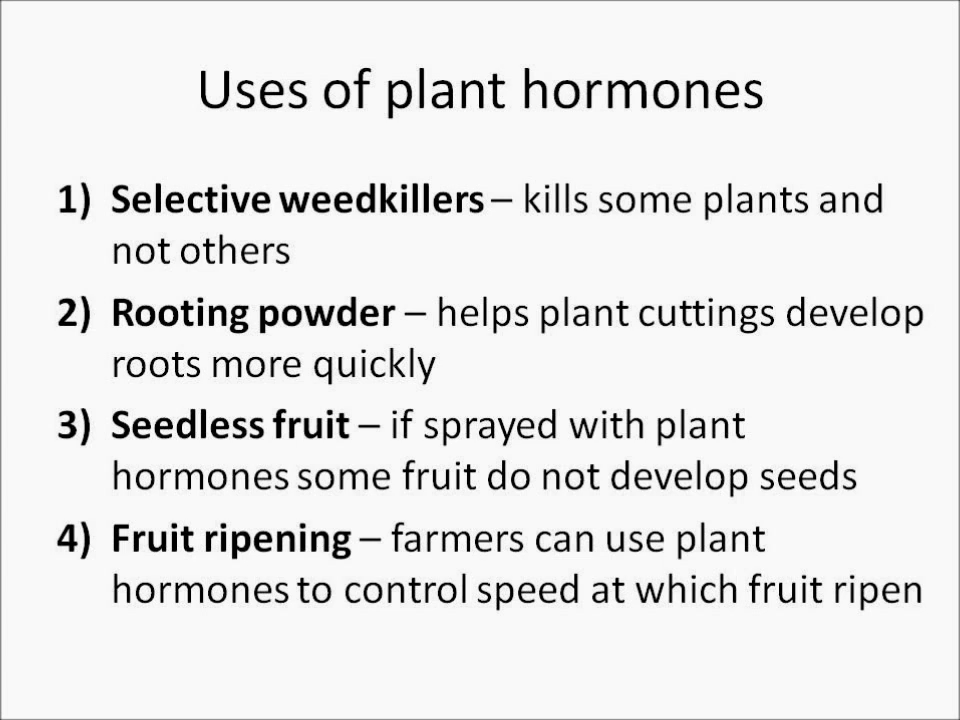 Uses of plant hormones
1) Selective weedkillers – kills some plants and
not others
2) Rooting powder – helps plant cuttings develop
roots more quickly
3) Seedless fruit – if sprayed with plant
hormones some fruit do not develop seeds
4) Fruit ripening – farmers can use plant
hormones to control speed at which fruit ripen